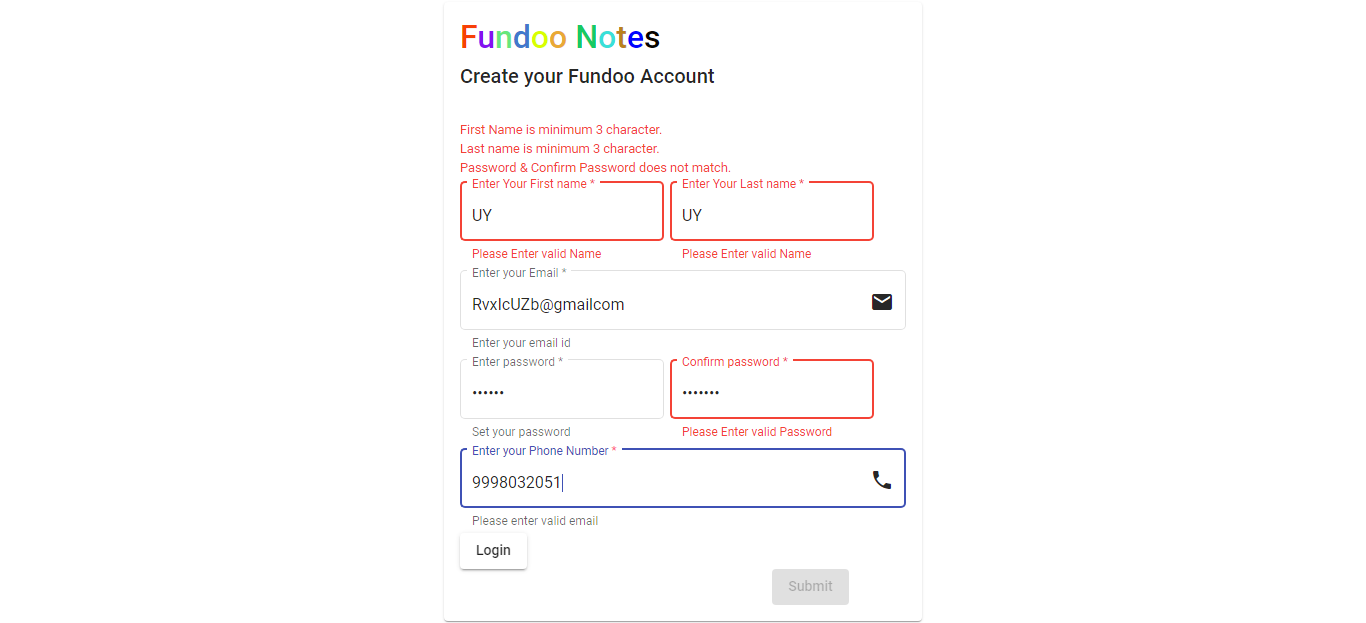 Fundoo Notes
Create your Fundoo Account
First Name is minimum 3 character.
Last name is minimum 3 character.
Password & Confirm Password does not match.
Enter Your First name * Enter Your Last name *
UY UY
Please Enter valid Name Please Enter valid Name
Enter your Email *
RvxIcUZb@gmailcom
Enter your email id
Enter password * Confirm password *
•••••• •••••••
Set your password Please Enter valid Password
Enter your Phone Number *
9998032051
Please enter valid email
Login
Submit